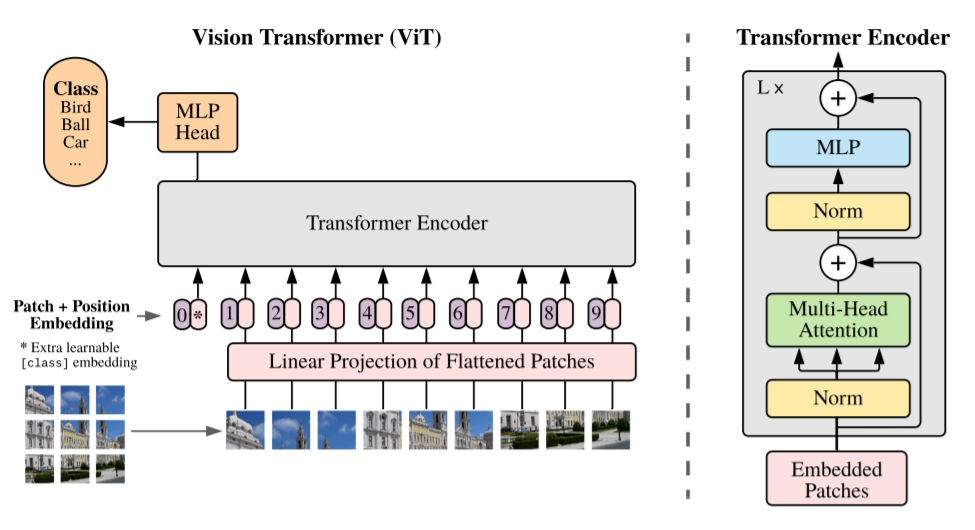 Vision Transformer (ViT)
Class
Bird
Ball
Car
...
MLP
Head
Transformer Encoder
Patch + Position
Embedding
* Extra learnable
[class] embedding
0 *
1
2
3
4
5
6
7
8
9
Linear Projection of Flattened Patches
Transformer Encoder
L ×
+
MLP
Norm
+
Multi-Head
Attention
Norm
Embedded
Patches